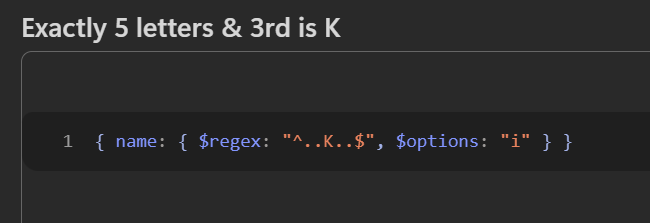 Exactly 5 letters & 3rd is K
1 { name: { $regex: "^..K..$", $options: "i" } }